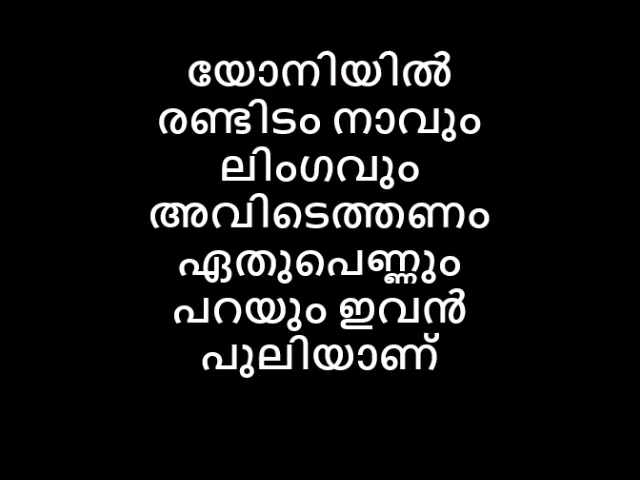 യോനിയിൽ
രണ്ടിടം നാവും
ലിംഗവും
അവിടെത്തണം
ഏതുപെണ്ണും
പറയും ഇവൻ
പുലിയാണ്